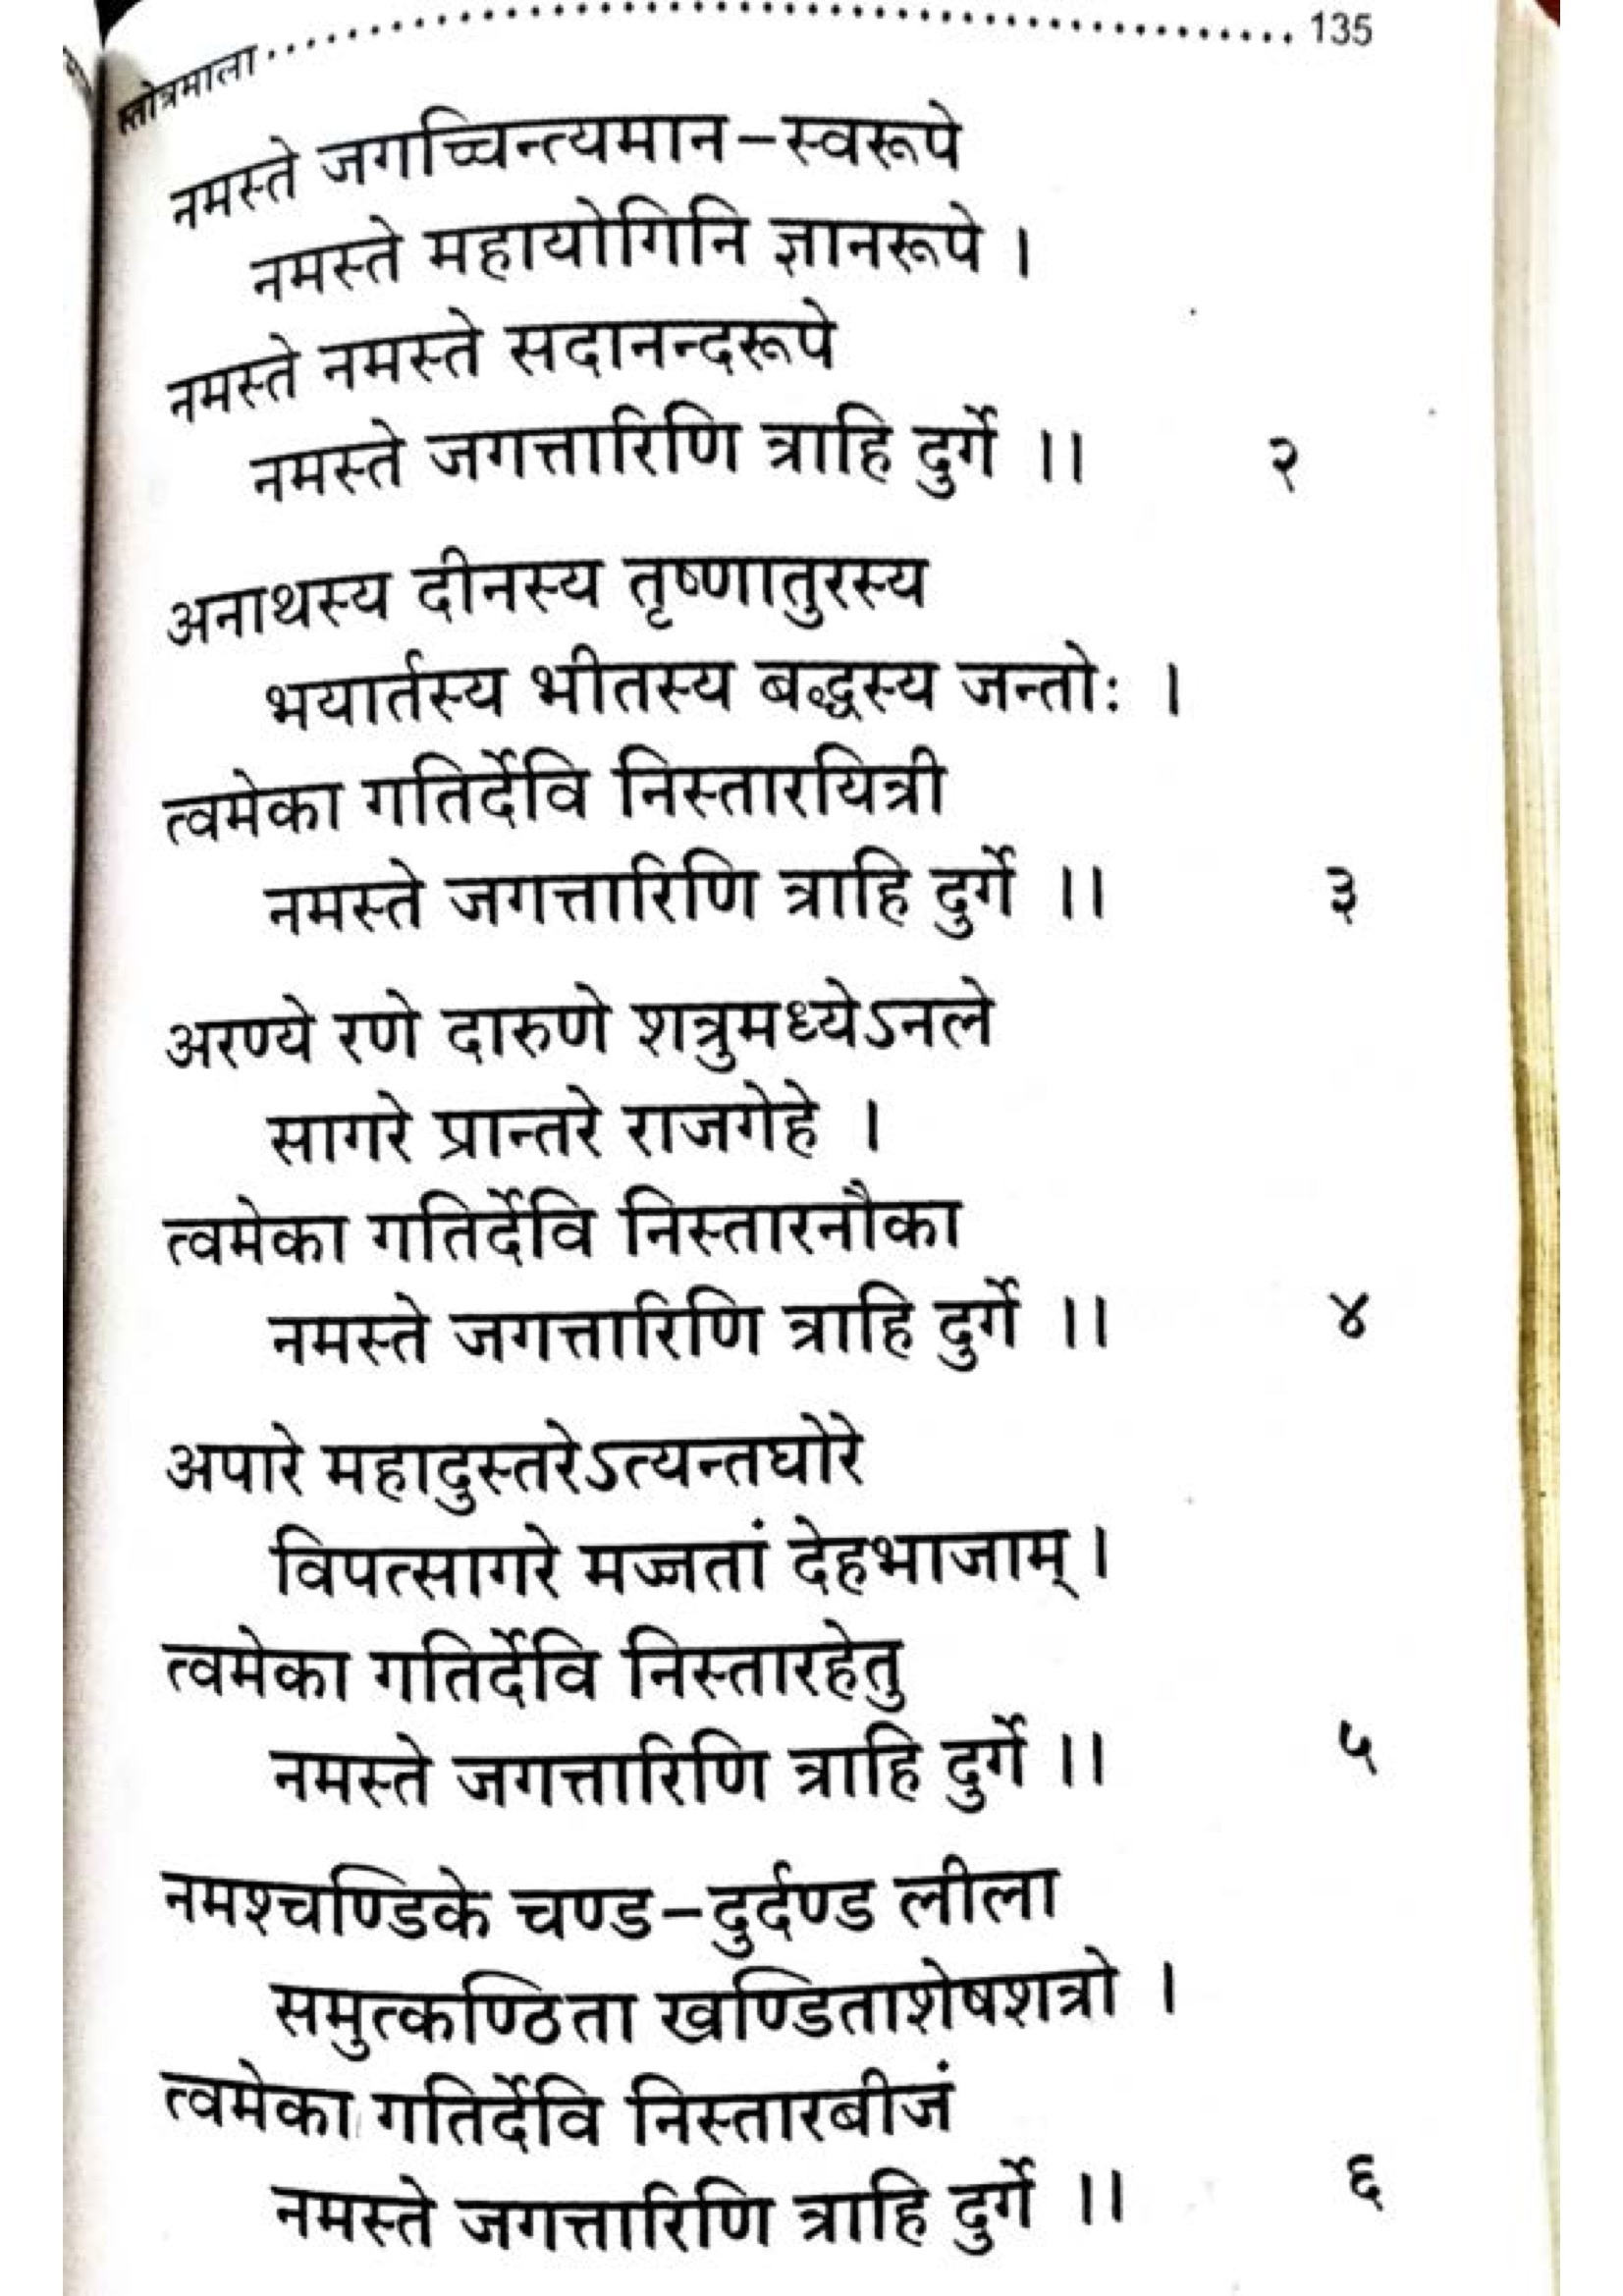 स्तोत्रमाला........................................................... 135
नमस्ते जगच्चिन्त्यमान-स्वरूपे
नमस्ते महायोगिनि ज्ञानरूपे ।
नमस्ते नमस्ते सदानन्दरूपे
नमस्ते जगत्तारिणि त्राहि दुर्गे ।। २
अनाथस्य दीनस्य तृष्णातुरस्य
भयार्तस्य भीतस्य बद्धस्य जन्तोः ।
त्वमेका गतिर्देवि निस्तारयित्री
नमस्ते जगत्तारिणि त्राहि दुर्गे ।। ३
अरण्ये रणे दारुणे शत्रुमध्येऽनले
सागरे प्रान्तरे राजगेहे ।
त्वमेका गतिर्देवि निस्तारनौका
नमस्ते जगत्तारिणि त्राहि दुर्गे ।। ४
अपारे महादुस्तरेऽत्यन्तघोरे
विपत्सागरे मज्जतां देहभाजाम् ।
त्वमेका गतिर्देवि निस्तारहेतु
नमस्ते जगत्तारिणि त्राहि दुर्गे ।। ५
नमश्चण्डिके चण्ड-दुर्दण्ड लीला
समुत्कण्ठिता खण्डिताशेषशत्रो ।
त्वमेका गतिर्देवि निस्तारबीजं
नमस्ते जगत्तारिणि त्राहि दुर्गे ।। ६